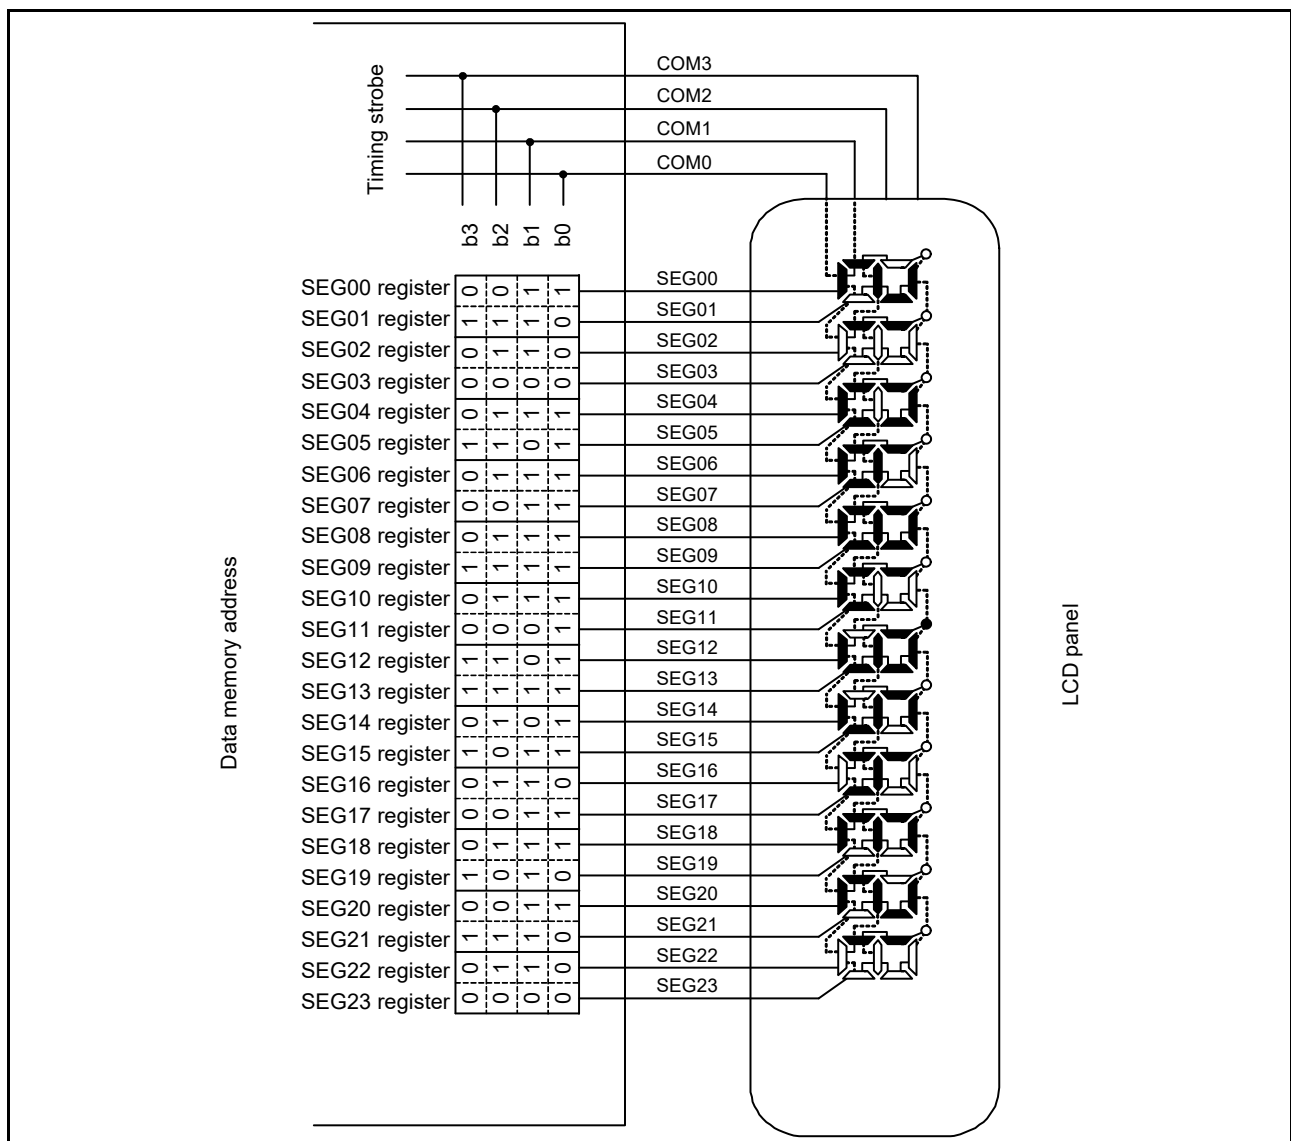 Timing strobe
COM3
COM2
COM1
COM0
b3 b2 b1 b0
SEG00 register 0 0 1 1 SEG00
SEG01 register 1 1 1 0 SEG01
SEG02 register 0 1 1 0 SEG02
SEG03 register 0 0 0 0 SEG03
SEG04 register 0 1 1 1 SEG04
SEG05 register 1 1 0 1 SEG05
SEG06 register 0 1 1 1 SEG06
SEG07 register 0 0 1 1 SEG07
SEG08 register 0 1 1 1 SEG08
SEG09 register 1 1 1 1 SEG09
SEG10 register 0 1 1 1 SEG10
SEG11 register 0 0 0 1 SEG11
SEG12 register 1 1 0 1 SEG12
SEG13 register 1 1 1 1 SEG13
SEG14 register 0 1 0 1 SEG14
SEG15 register 1 0 1 1 SEG15
SEG16 register 0 1 1 0 SEG16
SEG17 register 0 0 1 1 SEG17
SEG18 register 0 1 1 1 SEG18
SEG19 register 1 0 1 0 SEG19
SEG20 register 0 0 1 1 SEG20
SEG21 register 1 1 1 0 SEG21
SEG22 register 0 1 1 0 SEG22
SEG23 register 0 0 0 0 SEG23
Data memory address
LCD panel